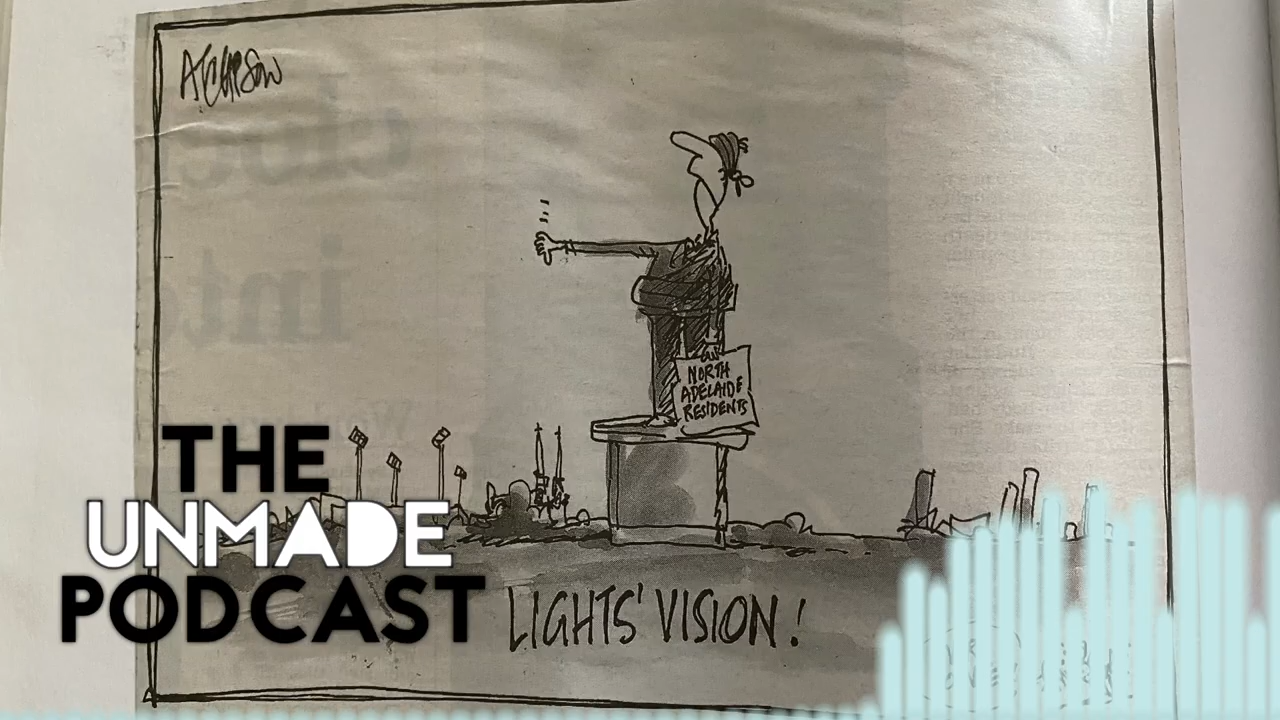 ATCHISON
NORTH
ADELAIDE
RESIDENTS
THE
UNMADE
PODCAST
LIGHTS' VISION!